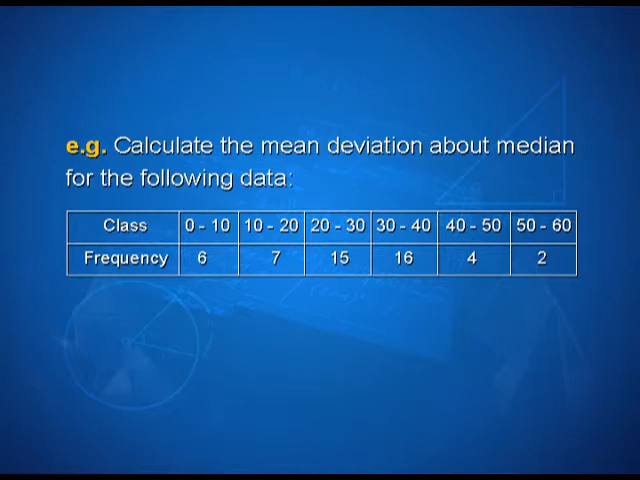 e.g. Calculate the mean deviation about median
for the following data:
Class 0 - 10 10 - 20 20 - 30 30 - 40 40 - 50 50 - 60
Frequency 6 7 15 16 4 2